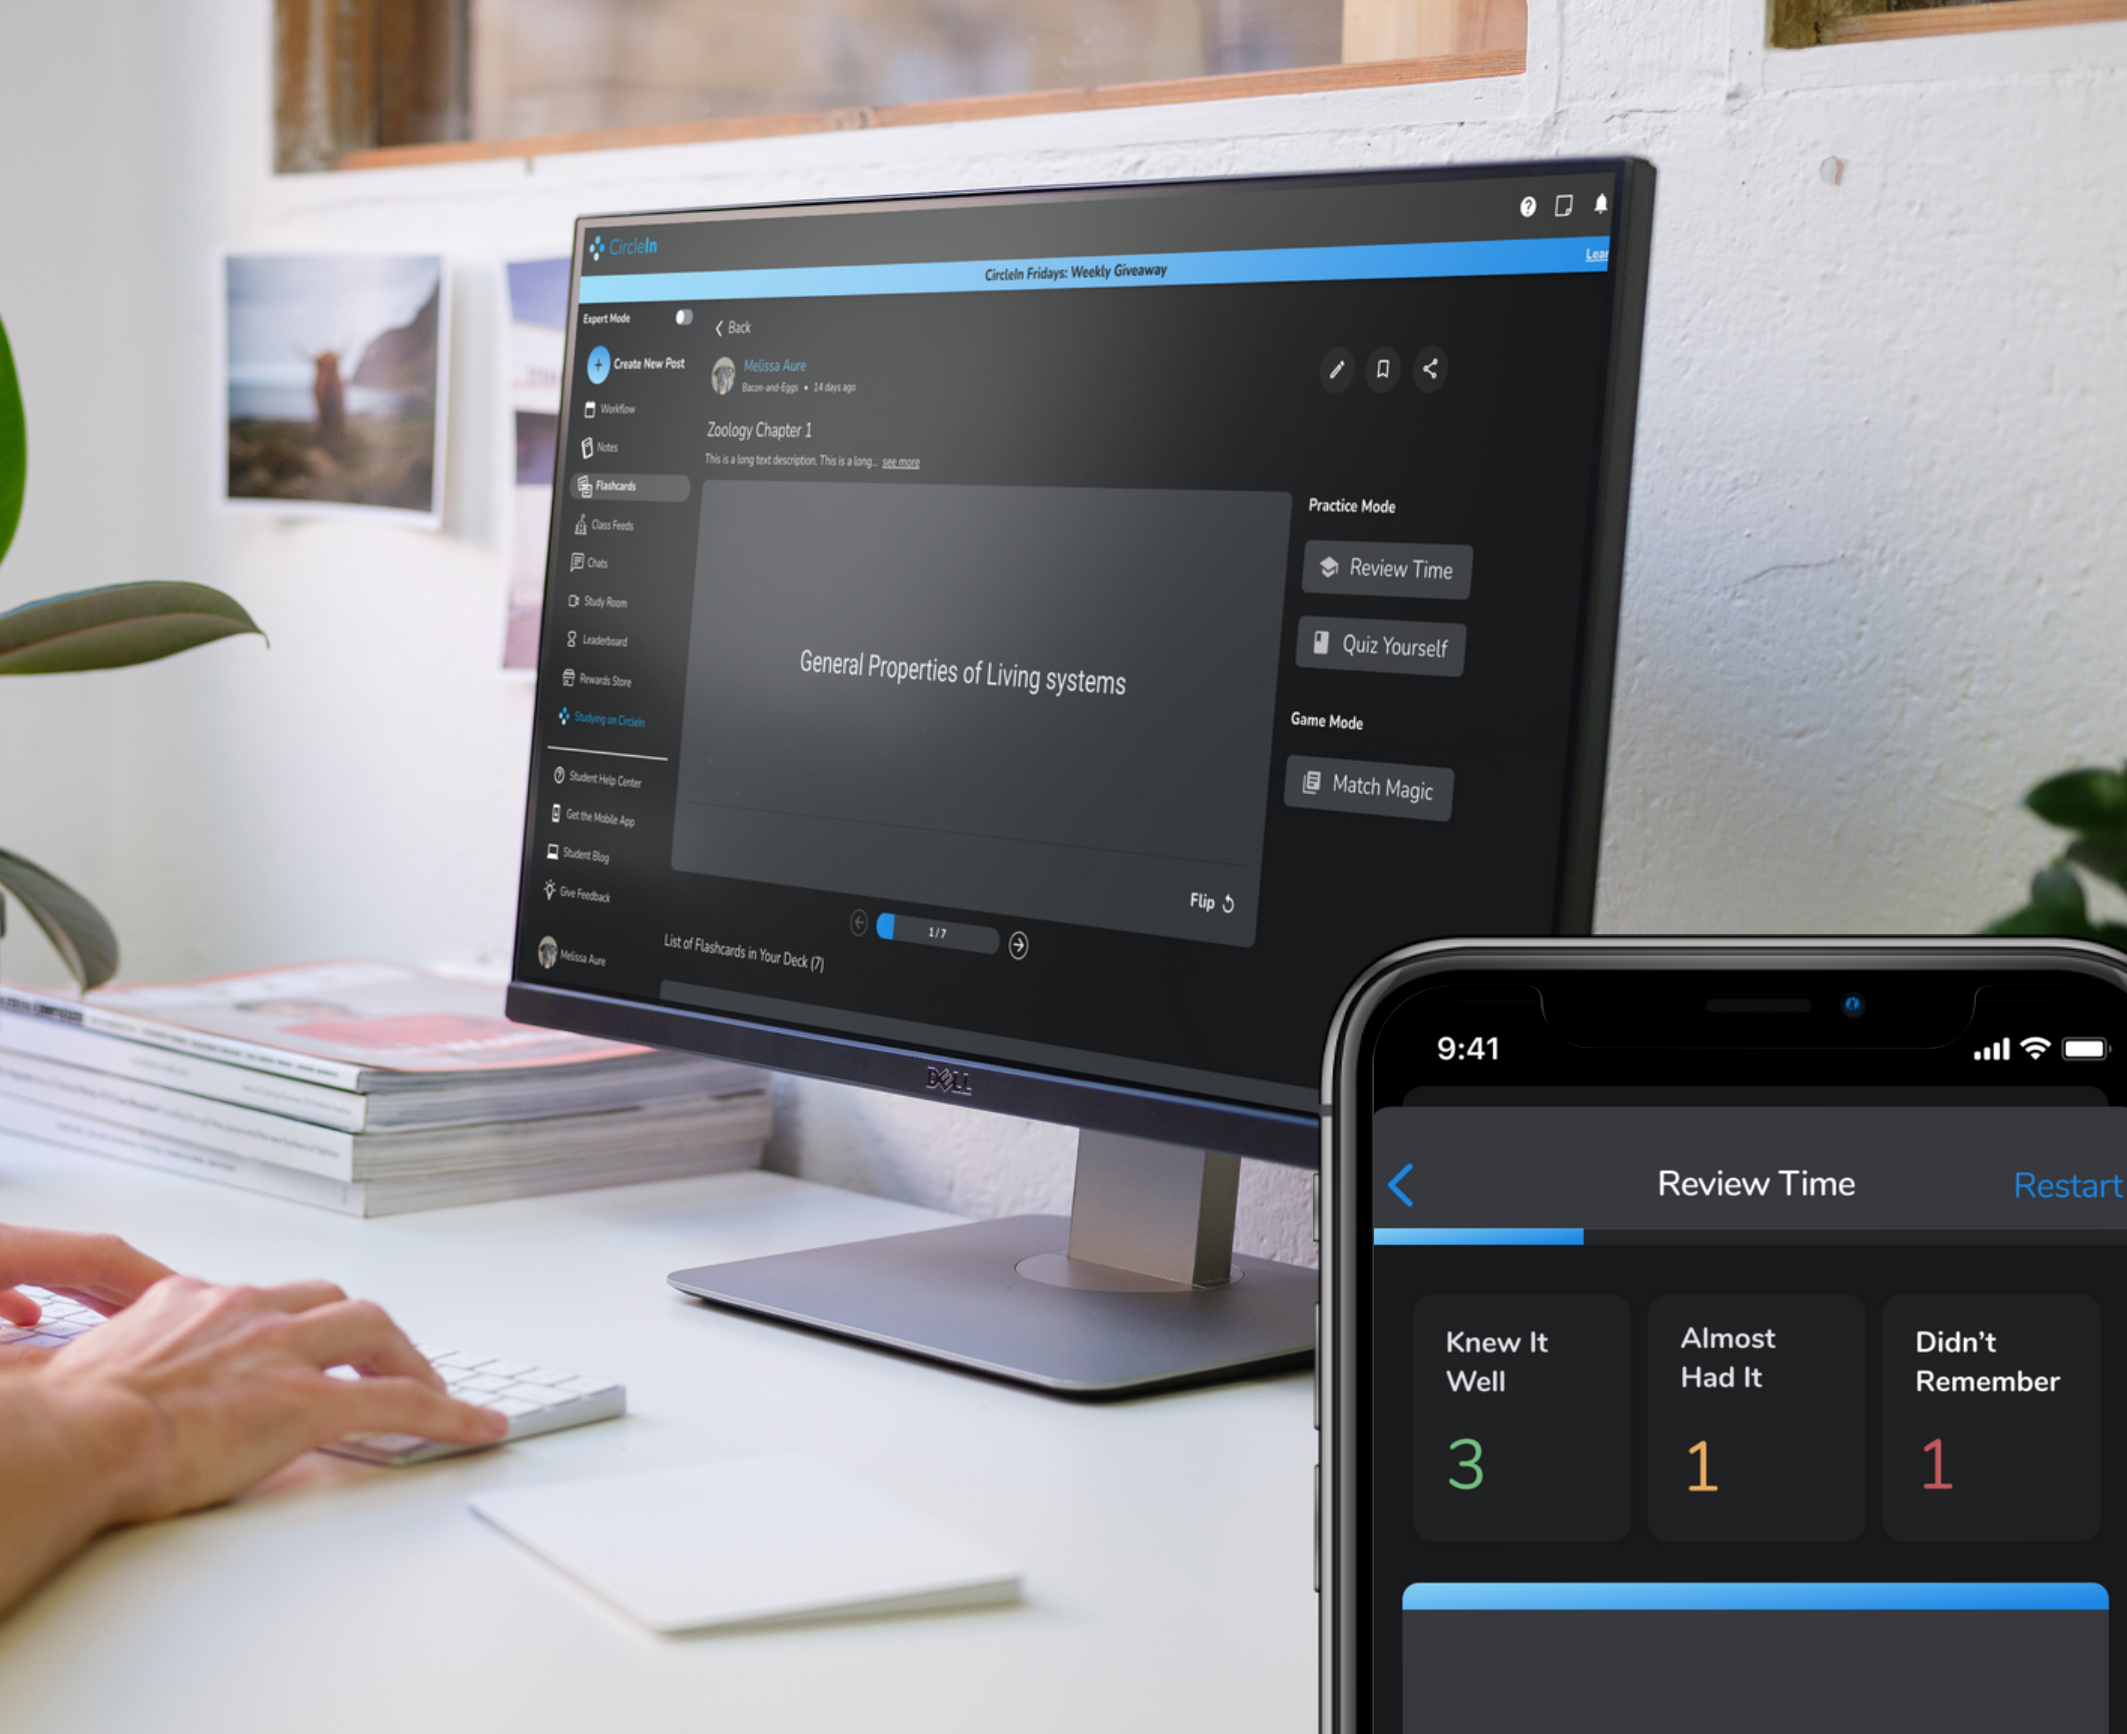 CircleIn
CircleIn Fridays: Weekly Giveaway
Lear
Expert Mode
Back
Create New Post
Melissa Aure
Bacon-and-Eggs • 14 days ago
Workflow
Notes
Flashcards
Class Feeds
Chats
Study Room
Leaderboard
Rewards Store
Studying on CircleIn
Student Help Center
Get the Mobile App
Student Blog
Give Feedback
Melissa Aure
Zoology Chapter 1
This is a long text description. This is a long... see more
General Properties of Living systems
Flip
1/7
List of Flashcards in Your Deck (7)
Practice Mode
Review Time
Quiz Yourself
Game Mode
Match Magic
DELL
9:41
Review Time
Restart
Knew It
Well
3
Almost
Had It
1
Didn't
Remember
1